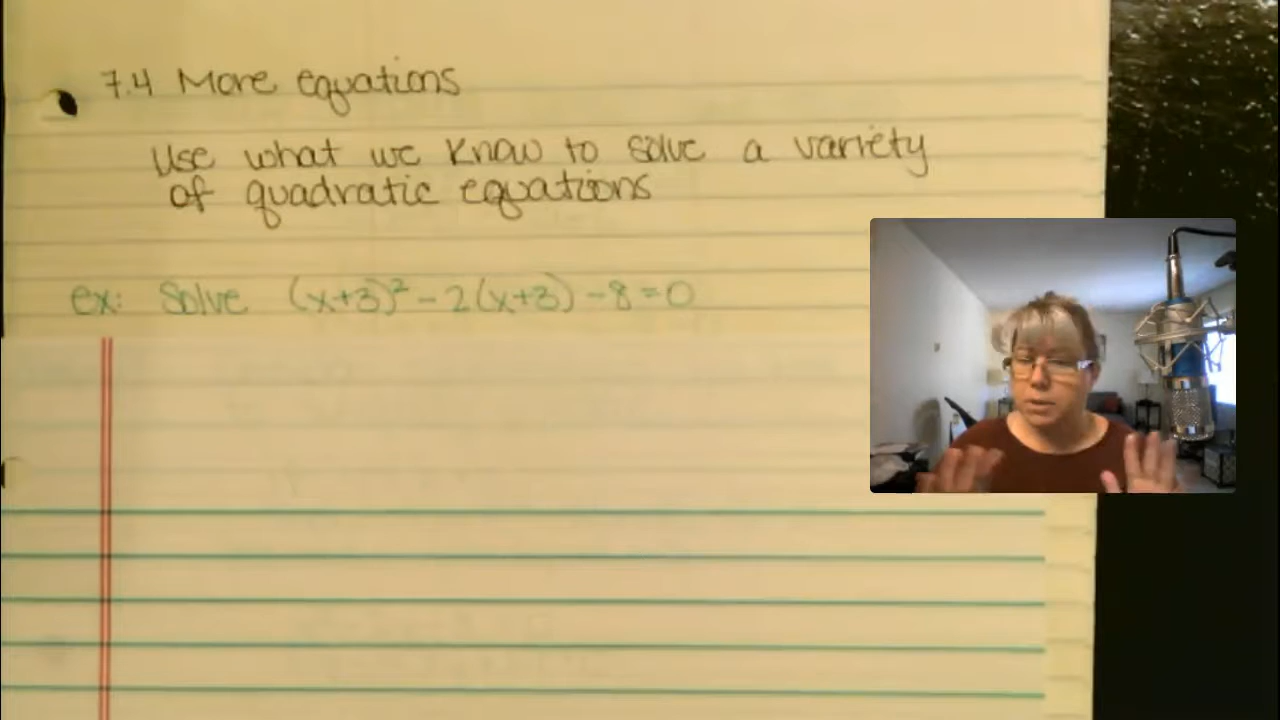 7.4 More equations
Use what we know to solve a variety
of quadratic equations
ex: Solve (x+3)² - 2(x+3) - 8 = 0